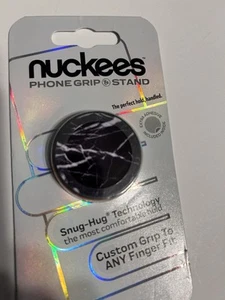 nuckees
PHONE GRIP & STAND
The perfect hold, handled.
Snug-Hug Technology
the most comfortable hold
Custom Grip To
ANY Finger Fit